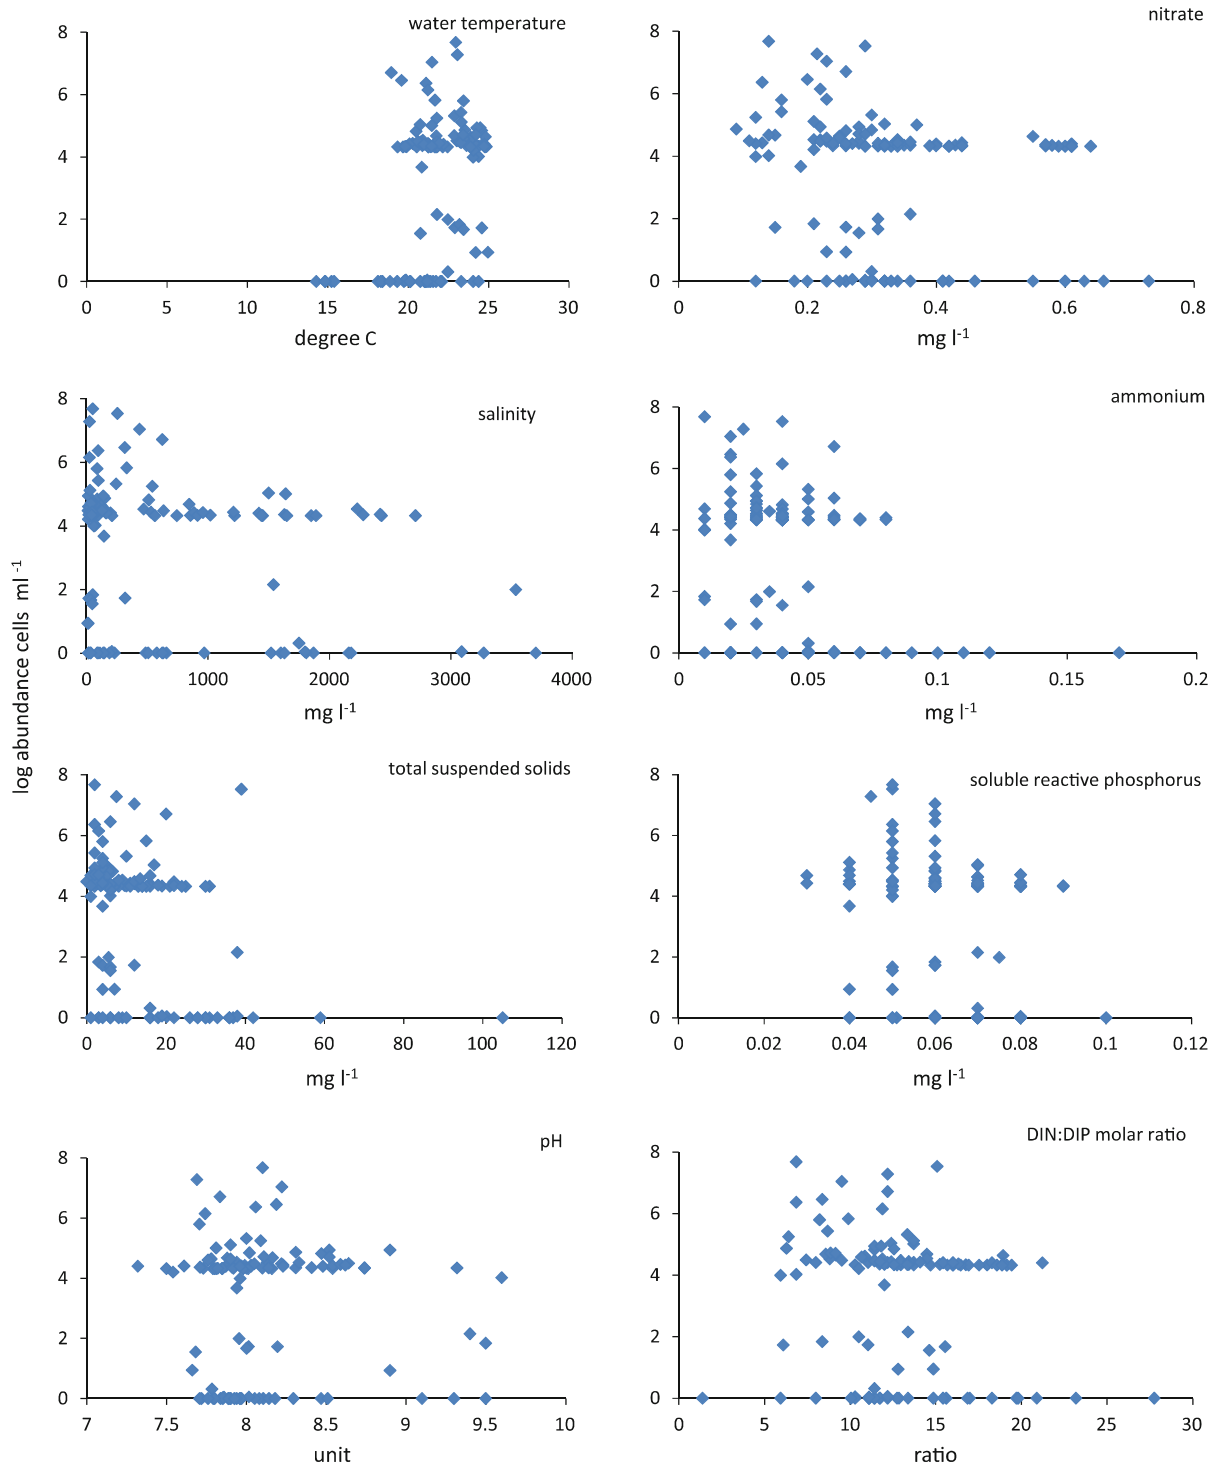 water temperature
8
6
4
2
0
0 5 10 15 20 25 30
degree C
nitrate
8
6
4
2
0
0 0.2 0.4 0.6 0.8
mg l-1
log abundance cells ml -1
salinity
8
6
4
2
0
0 1000 2000 3000 4000
mg l-1
ammonium
8
6
4
2
0
0 0.05 0.1 0.15 0.2
mg l-1
total suspended solids
8
6
4
2
0
0 20 40 60 80 100 120
mg l-1
soluble reactive phosphorus
8
6
4
2
0
0 0.02 0.04 0.06 0.08 0.1 0.12
mg l-1
pH
8
6
4
2
0
7 7.5 8 8.5 9 9.5 10
unit
DIN:DIP molar ratio
8
6
4
2
0
0 5 10 15 20 25 30
ratio